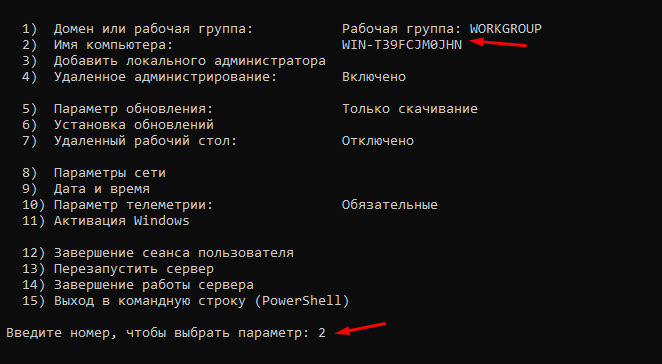 1) Домен или рабочая группа: Рабочая группа: WORKGROUP
2) Имя компьютера: WIN-T39FCJM0JHN
3) Добавить локального администратора
4) Удаленное администрирование: Включено
5) Параметр обновления: Только скачивание
6) Установка обновлений
7) Удаленный рабочий стол: Отключено
8) Параметры сети
9) Дата и время
10) Параметр телеметрии: Обязательные
11) Активация Windows
12) Завершение сеанса пользователя
13) Перезапустить сервер
14) Завершение работы сервера
15) Выход в командную строку (PowerShell)
Введите номер, чтобы выбрать параметр: 2